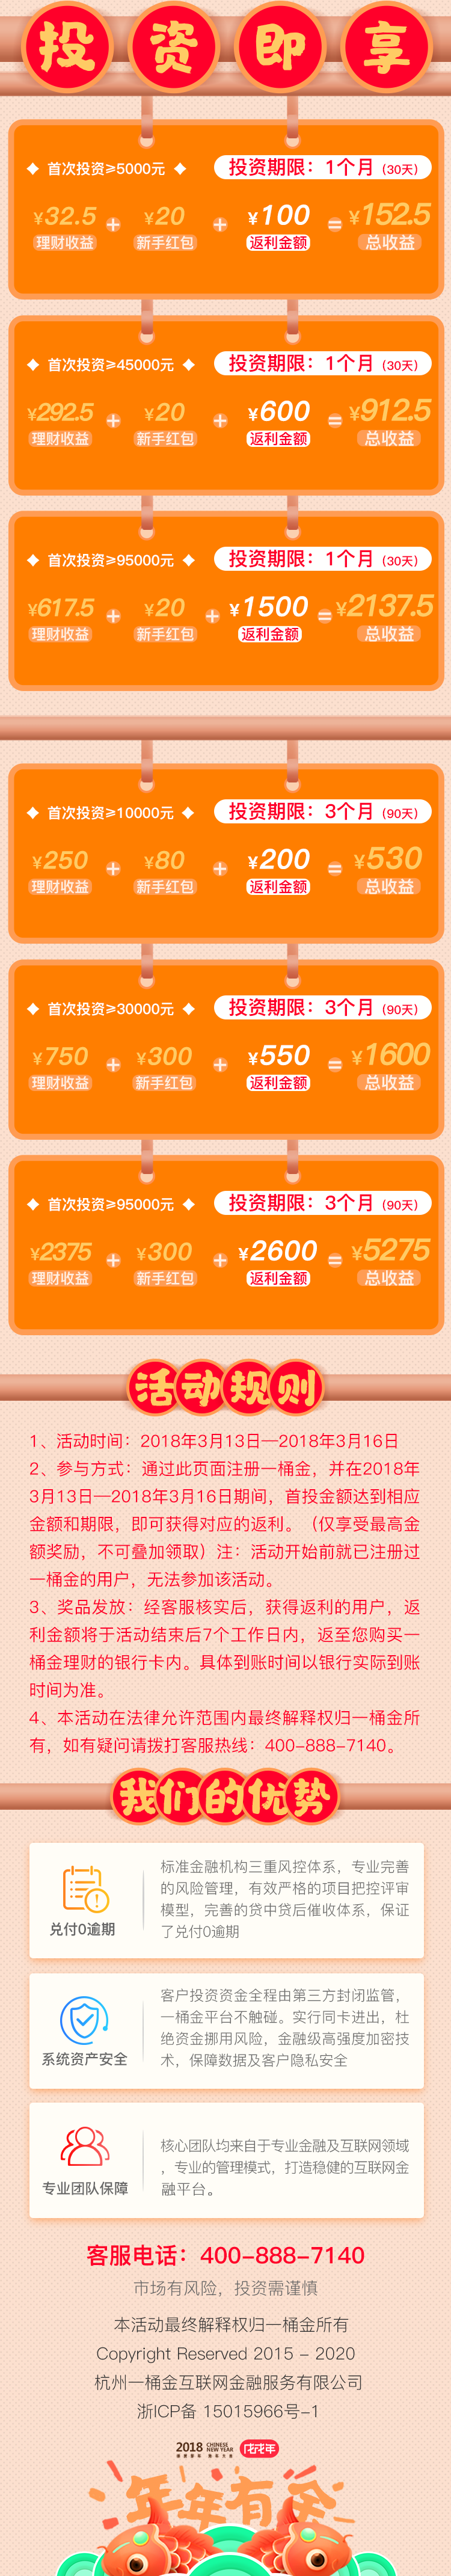 投资即享
首次投资≥5000元
投资期限：1个月（30天）
¥32.5 + ¥20 + ¥100 = ¥152.5
理财收益 新手红包 返利金额 总收益
首次投资≥45000元
投资期限：1个月（30天）
¥292.5 + ¥20 + ¥600 = ¥912.5
理财收益 新手红包 返利金额 总收益
首次投资≥95000元
投资期限：1个月（30天）
¥617.5 + ¥20 + ¥1500 = ¥2137.5
理财收益 新手红包 返利金额 总收益
首次投资≥10000元
投资期限：3个月（90天）
¥250 + ¥80 + ¥200 = ¥530
理财收益 新手红包 返利金额 总收益
首次投资≥30000元
投资期限：3个月（90天）
¥750 + ¥300 + ¥550 = ¥1600
理财收益 新手红包 返利金额 总收益
首次投资≥95000元
投资期限：3个月（90天）
¥2375 + ¥300 + ¥2600 = ¥5275
理财收益 新手红包 返利金额 总收益
活动规则
1、活动时间：2018年3月13日—2018年3月16日
2、参与方式：通过此页面注册一桶金，并在2018年
3月13日—2018年3月16日期间，首投金额达到相应
金额和期限，即可获得对应的返利。（仅享受最高金
额奖励，不可叠加领取）注：活动开始前就已注册过
一桶金的用户，无法参加该活动。
3、奖品发放：经客服核实后，获得返利的用户，返
利金额将于活动结束后7个工作日内，返至您购买一
桶金理财的银行卡内。具体到账时间以银行实际到账
时间为准。
4、本活动在法律允许范围内最终解释权归一桶金所
有，如有疑问请拨打客服热线：400-888-7140。
我们的优势
兑付0逾期
标准金融机构三重风控体系，专业完善
的风险管理，有效严格的项目把控评审
模型，完善的贷中贷后催收体系，保证
了兑付0逾期
系统资产安全
客户投资资金全程由第三方封闭监管，
一桶金平台不触碰。实行同卡进出，杜
绝资金挪用风险，金融级高强度加密技
术，保障数据及客户隐私安全
专业团队保障
核心团队均来自于专业金融及互联网领域
，专业的管理模式，打造稳健的互联网金
融平台。
客服电话：400-888-7140
市场有风险，投资需谨慎
本活动最终解释权归一桶金所有
Copyright Reserved 2015 - 2020
杭州一桶金互联网金融服务有限公司
浙ICP备 15015966号-1
2018 CHINESE NEW YEAR
年年有余